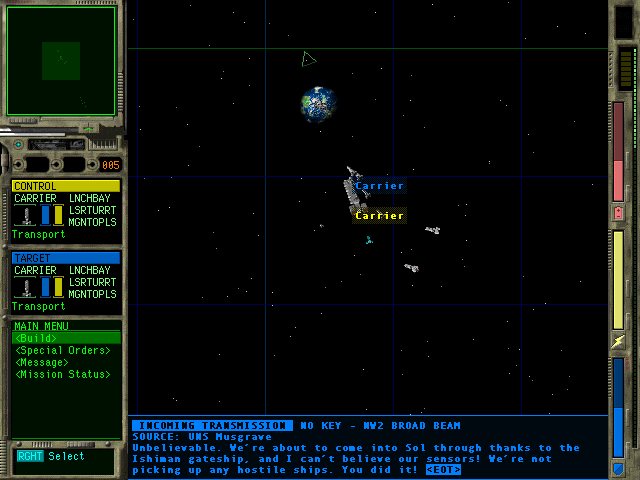 005
CONTROL
CARRIER LNCHBAY
LSRTURRT
MGNTOPLS
Transport
TARGET
CARRIER LNCHBAY
LSRTURRT
MGNTOPLS
Transport
MAIN MENU
<Build>
<Special Orders>
<Message>
<Mission Status>
RGHT Select
Carrier
Carrier
INCOMING TRANSMISSION NO KEY - NW2 BROAD BEAM
SOURCE: UNS Musgrave
Unbelievable. We're about to come into Sol through thanks to the
Ishiman gateship, and I can't believe our sensors! We're not
picking up any hostile ships. You did it! <EOT>